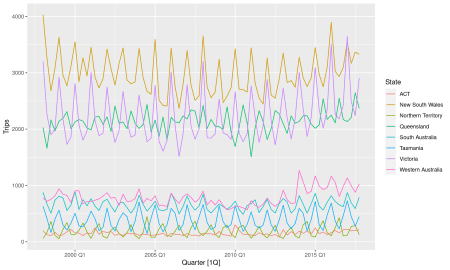 4000
3000
2000
1000
0
Trips
2000 Q1
2005 Q1
2010 Q1
2015 Q1
Quarter [1Q]
State
ACT
New South Wales
Northern Territory
Queensland
South Australia
Tasmania
Victoria
Western Australia